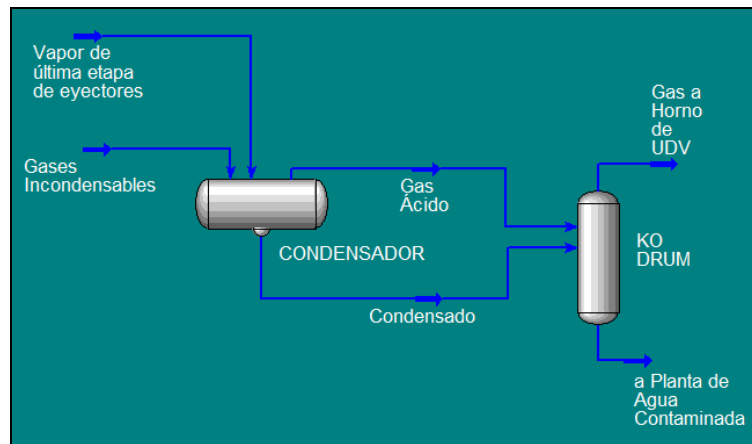 Vapor de
última etapa
de eyectores
Gases
Incondensables
CONDENSADOR
Gas
Ácido
Condensado
Gas a
Horno
de
UDV
KO
DRUM
a Planta de
Agua
Contaminada